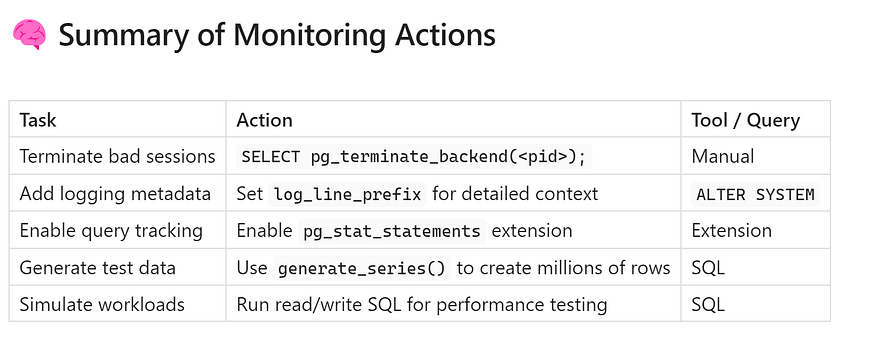 Summary of Monitoring Actions
Task Action Tool / Query
Terminate bad sessions SELECT pg_terminate_backend(<pid>); Manual
Add logging metadata Set log_line_prefix for detailed context ALTER SYSTEM
Enable query tracking Enable pg_stat_statements extension Extension
Generate test data Use generate_series() to create millions of rows SQL
Simulate workloads Run read/write SQL for performance testing SQL